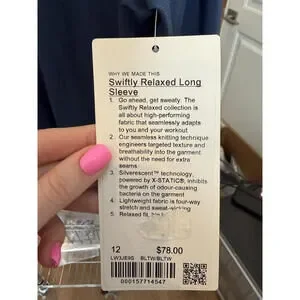 WHY WE MADE THIS
Swiftly Relaxed Long
Sleeve
1. Go ahead, get sweaty. The
Swiftly Relaxed collection is
all about high-performing
fabric that seamlessly adapts
to you and your workout
2. Our seamless knitting technique
engineers targeted texture and
breathability into the garment
without the need for extra
seams
3. Silverescent™ technology,
powered by X-STATIC®, inhibits
the growth of odour-causing
bacteria on the garment
4. Lightweight fabric is four-way
stretch and sweat-wicking
5. Relaxed fit,
12 $78.00
LW3JE9S BLTW/BLTW
000157714547